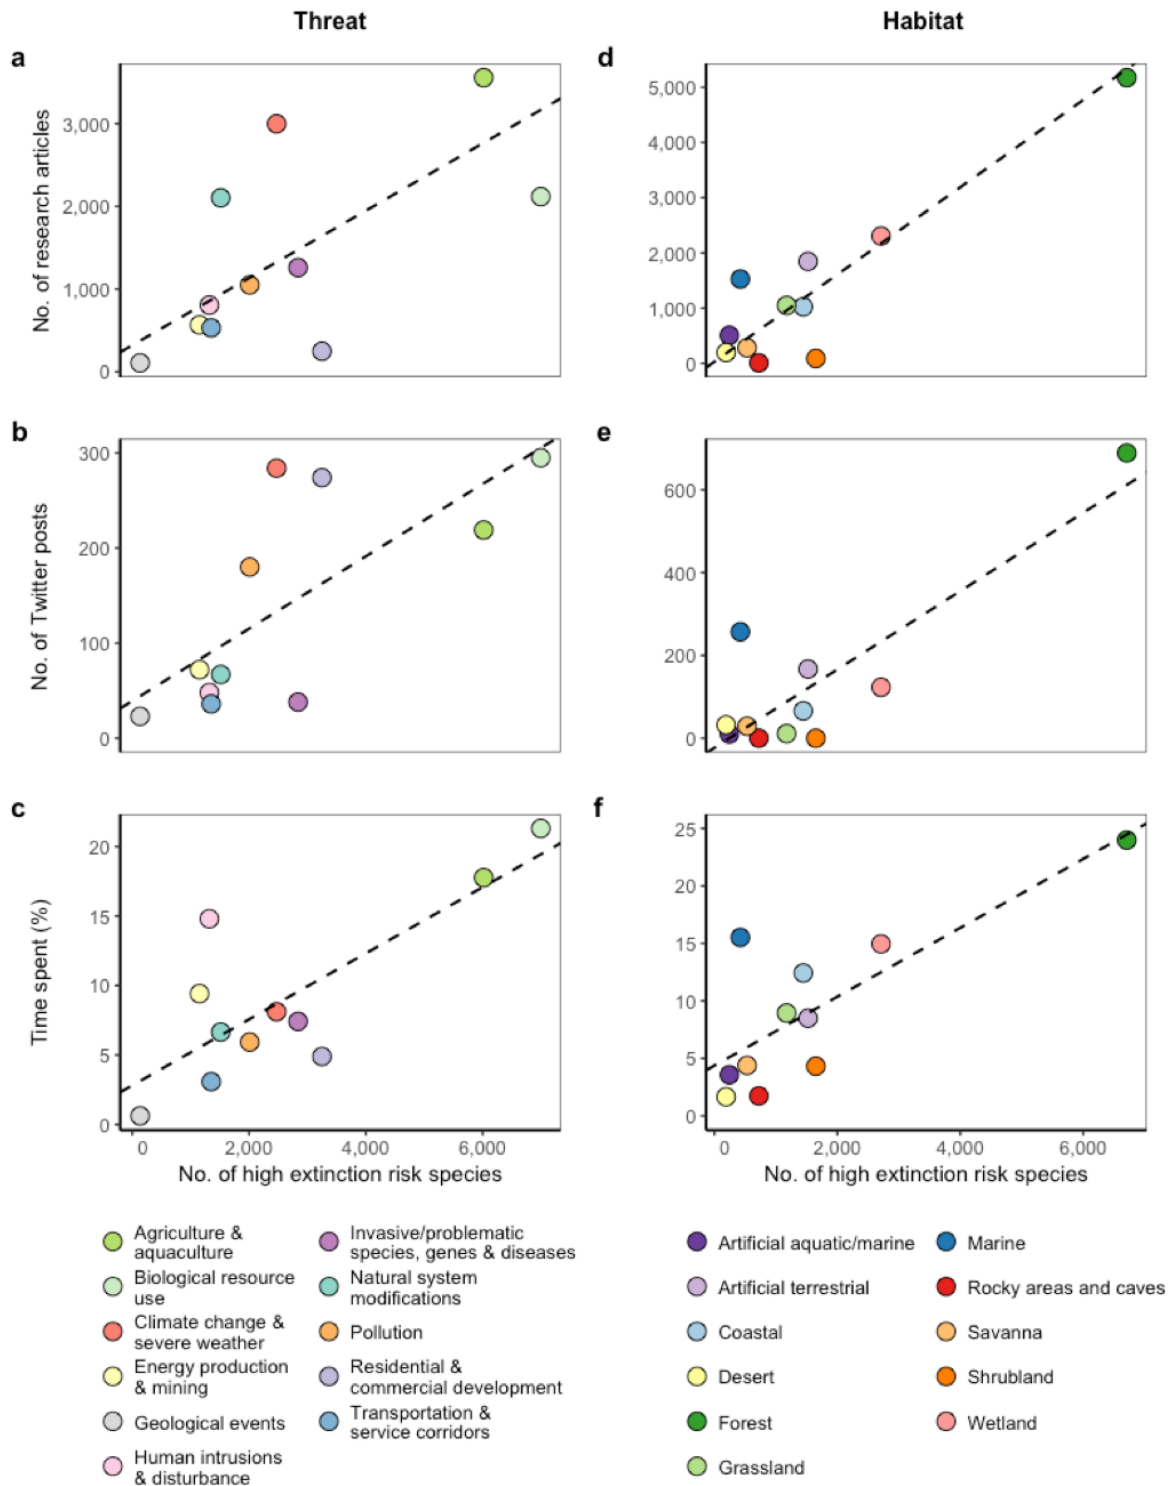 Threat
Habitat
a
No. of research articles
3,000
2,000
1,000
0
d
5,000
4,000
3,000
2,000
1,000
0
b
No. of Twitter posts
300
200
100
0
e
600
400
200
0
c
Time spent (%)
20
15
10
5
0
0 2,000 4,000 6,000
No. of high extinction risk species
f
25
20
15
10
5
0
0 2,000 4,000 6,000
No. of high extinction risk species
Agriculture &
aquaculture
Biological resource
use
Climate change &
severe weather
Energy production
& mining
Geological events
Human intrusions
& disturbance
Invasive/problematic
species, genes & diseases
Natural system
modifications
Pollution
Residential &
commercial development
Transportation &
service corridors
Artificial aquatic/marine
Artificial terrestrial
Coastal
Desert
Forest
Grassland
Marine
Rocky areas and caves
Savanna
Shrubland
Wetland